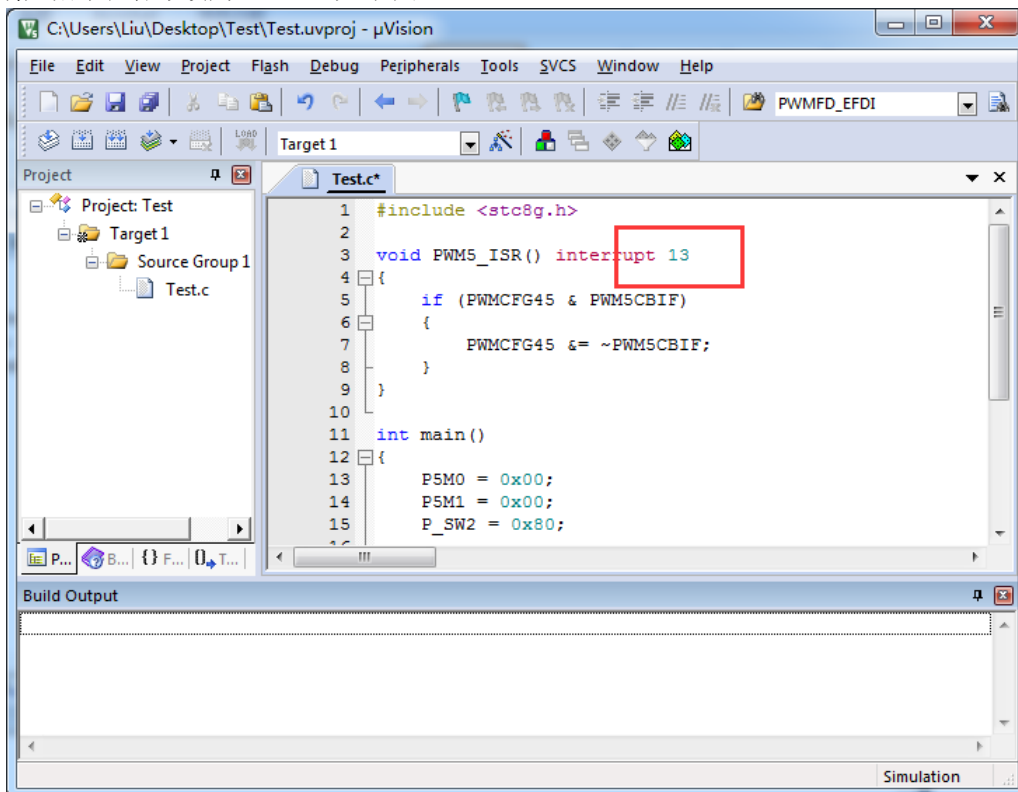 C:\Users\Liu\Desktop\Test\Test.uvproj - µVision
File Edit View Project Flash Debug Peripherals Tools SVCS Window Help
PWMFD_EFDI
LOAD Target 1
Project
Test.c*
Project: Test
Target 1
Source Group 1
Test.c
1 #include <stc8g.h>
2
3 void PWM5_ISR() interrupt 13
4 {
5 if (PWMCFG45 & PWM5CBIF)
6 {
7 PWMCFG45 &= ~PWM5CBIF;
8 }
9 }
10
11 int main()
12 {
13 P5M0 = 0x00;
14 P5M1 = 0x00;
15 P_SW2 = 0x80;
P... B... {} F... 0 T...
Build Output
Simulation